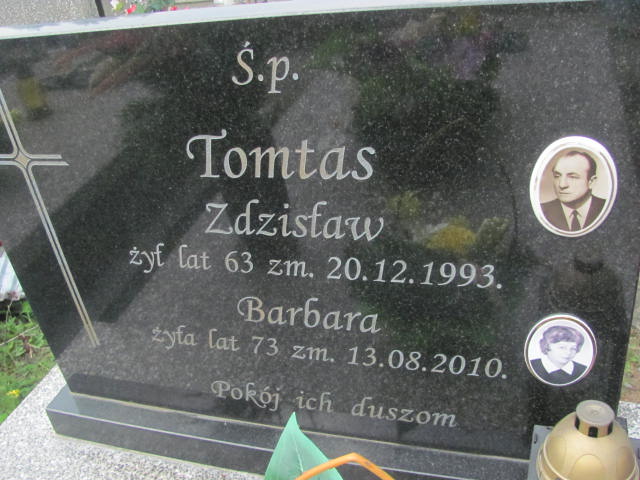 Ś.p.
Tomtas
Zdzisław
żył lat 63 zm. 20.12.1993.
Barbara
żyła lat 73 zm. 13.08.2010.
Pokój ich duszom